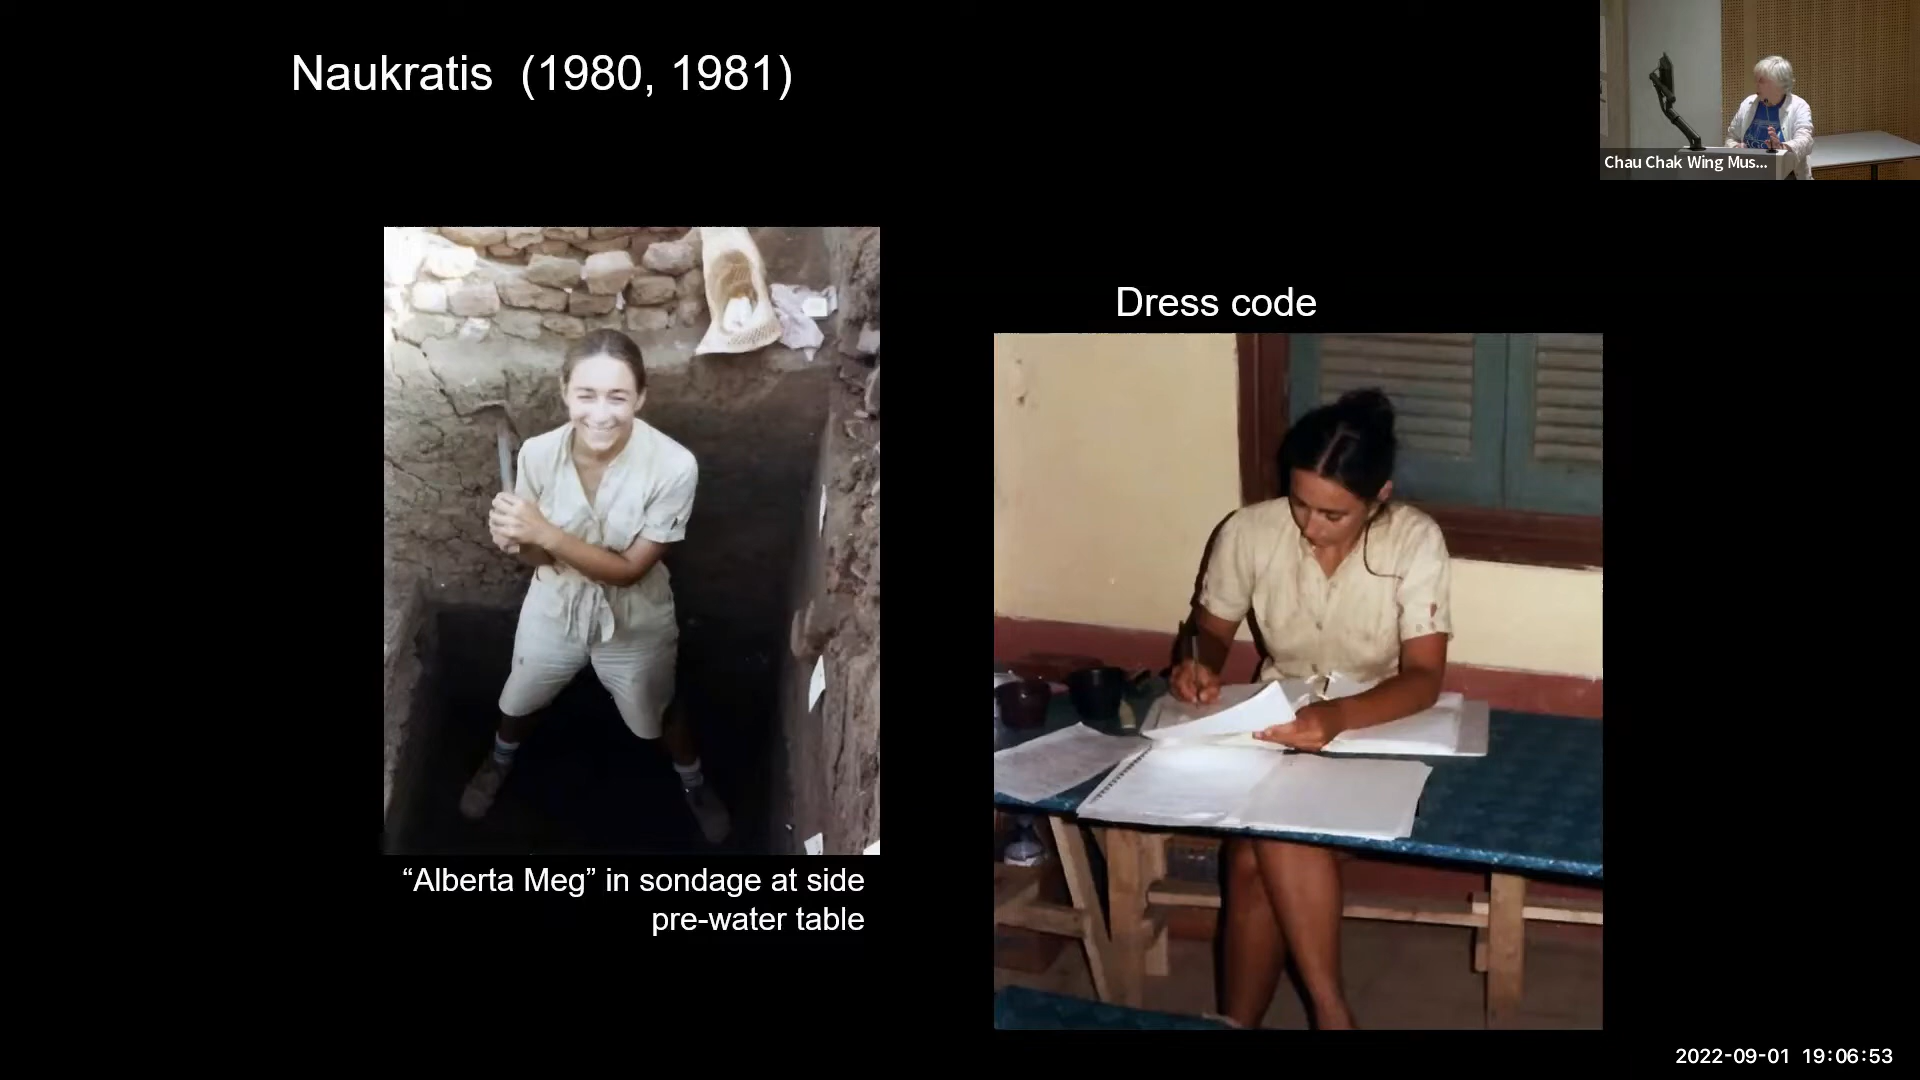 Naukratis (1980, 1981)
Chau Chak Wing Mus...
Dress code
“Alberta Meg” in sondage at side
pre-water table
2022-09-01 19:06:53